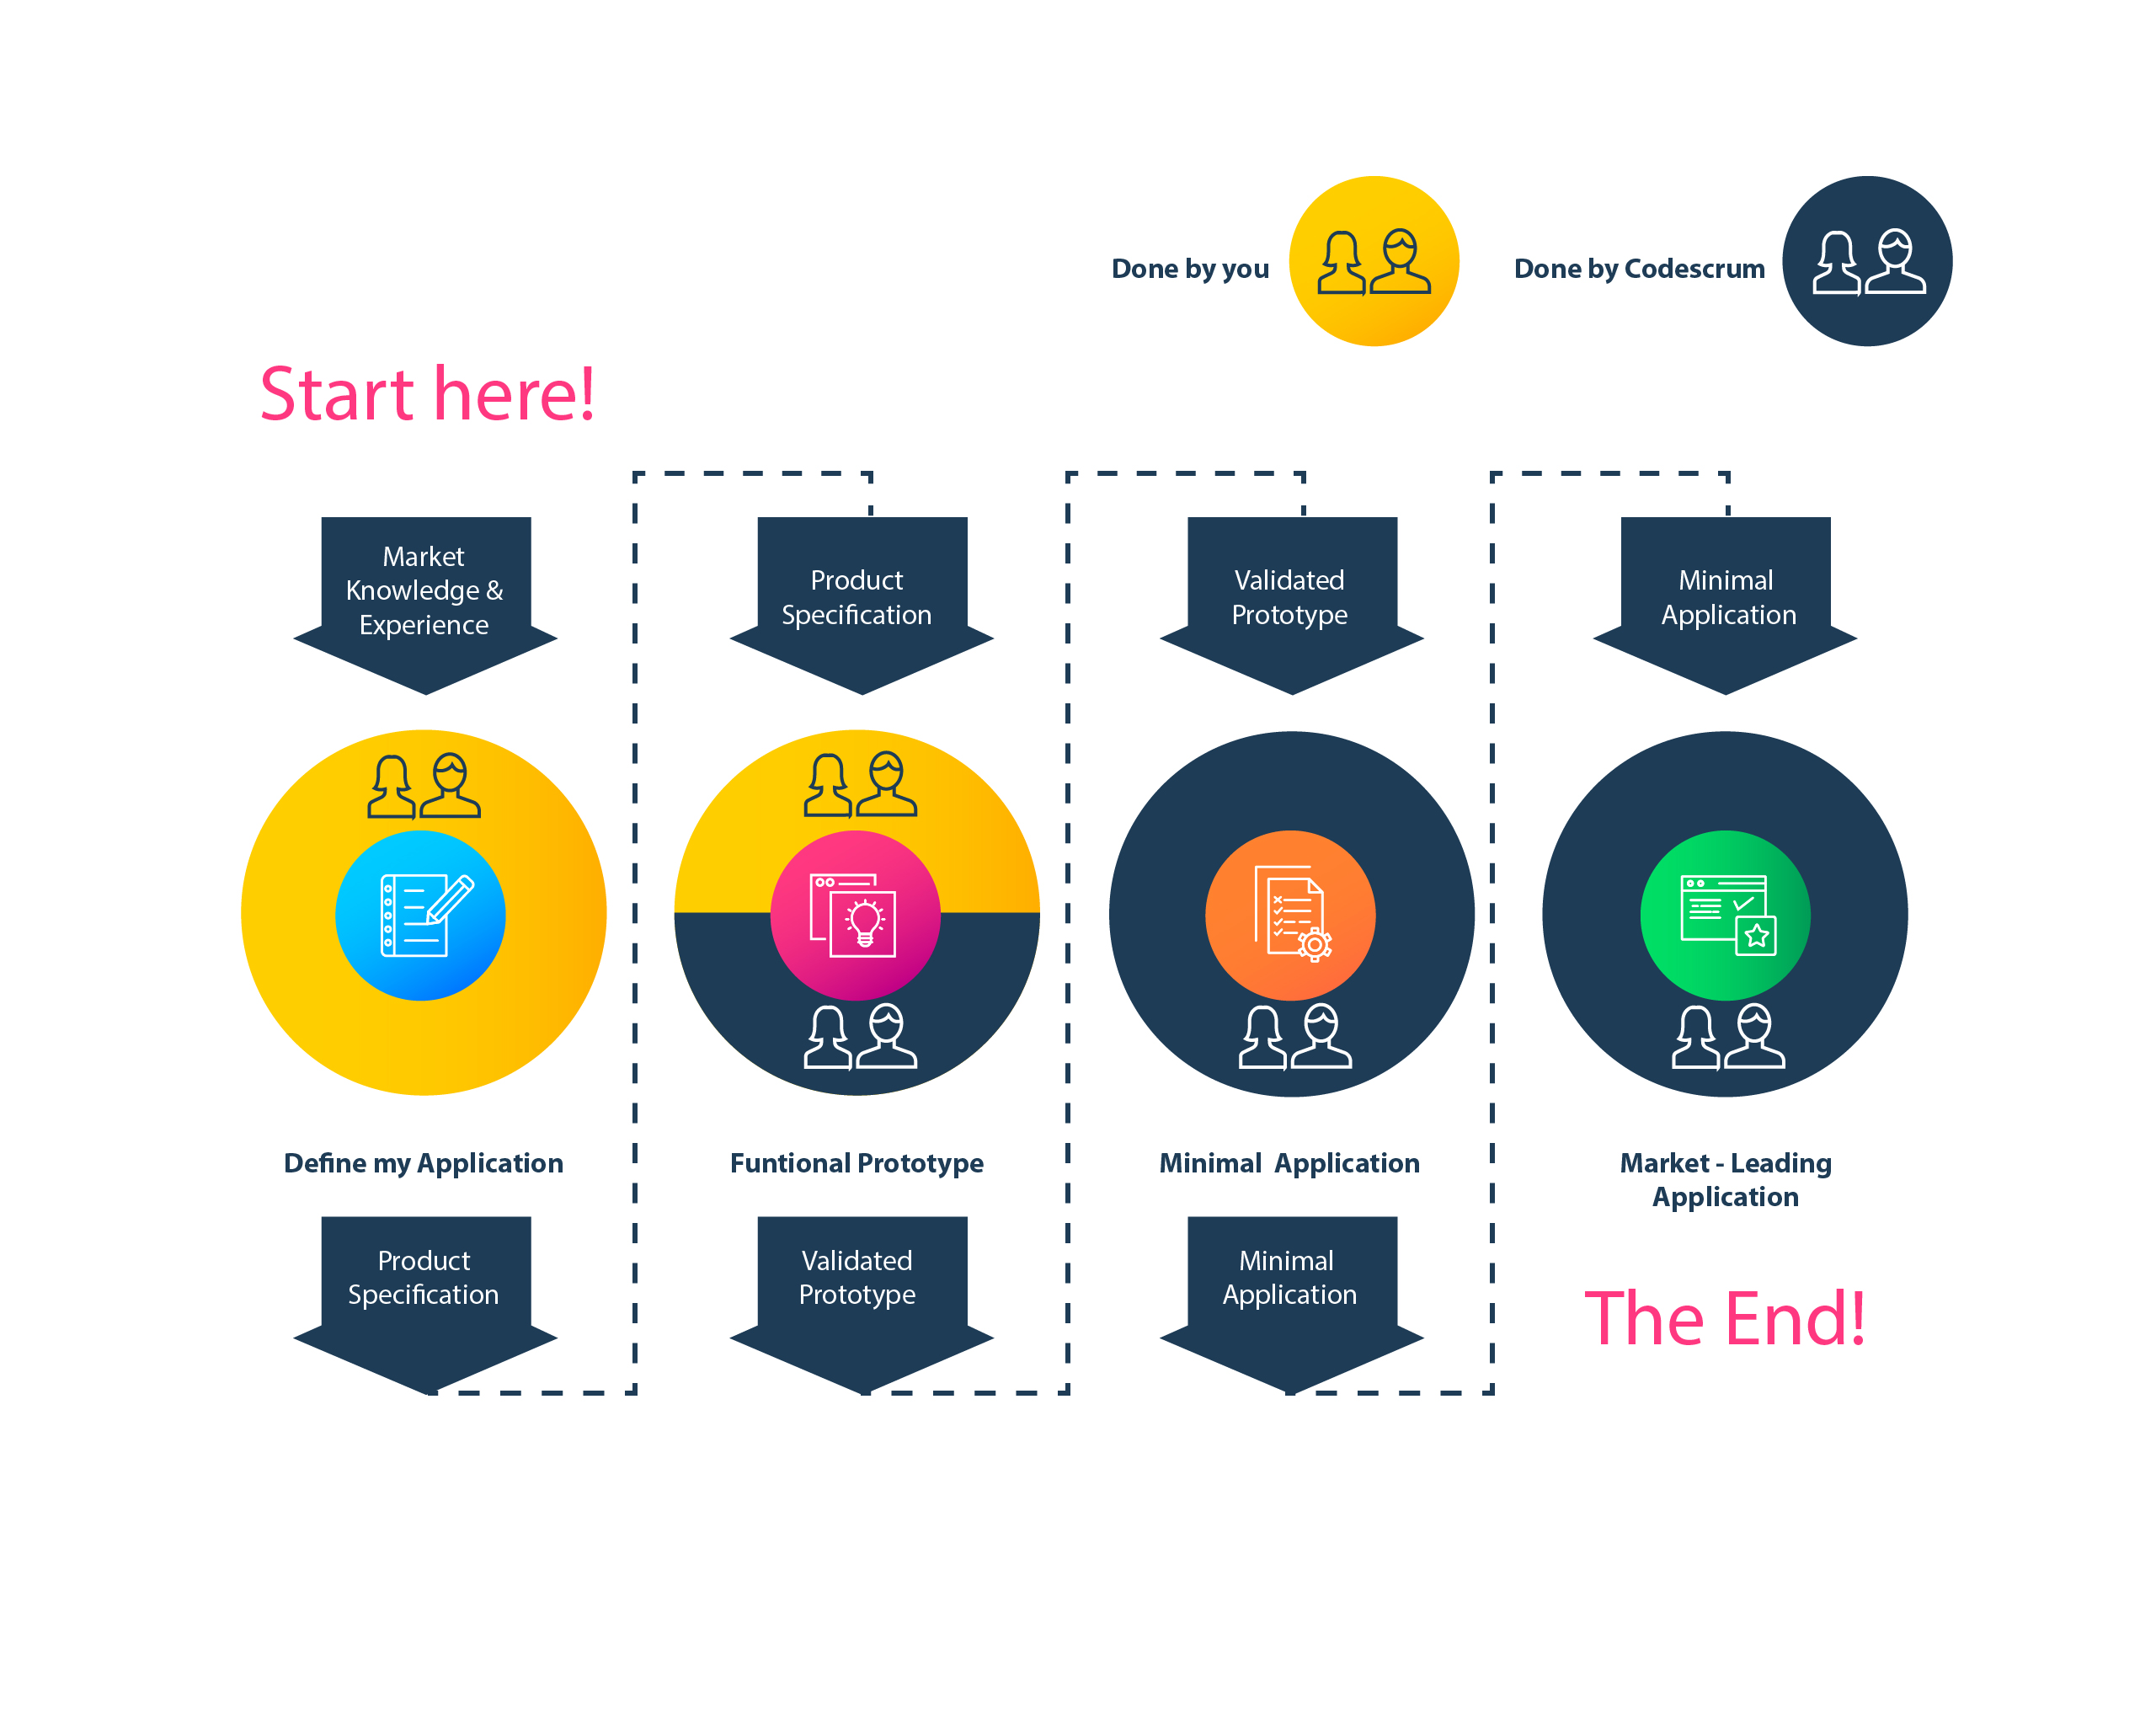 Done by you
Done by Codescrum
Start here!
Market
Knowledge &
Experience
Product
Specification
Validated
Prototype
Minimal
Application
Define my Application
Funtional Prototype
Minimal  Application
Market - Leading
Application
Product
Specification
Validated
Prototype
Minimal
Application
The End!